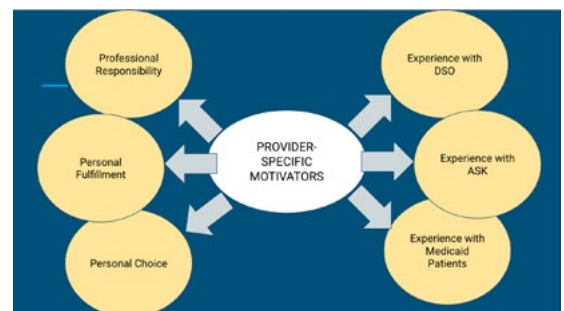 Professional
Responsibility
Personal
Fulfillment
Personal Choice
PROVIDER-
SPECIFIC
MOTIVATORS
Experience with
DSO
Experience with
ASK
Experience with
Medicaid
Patients